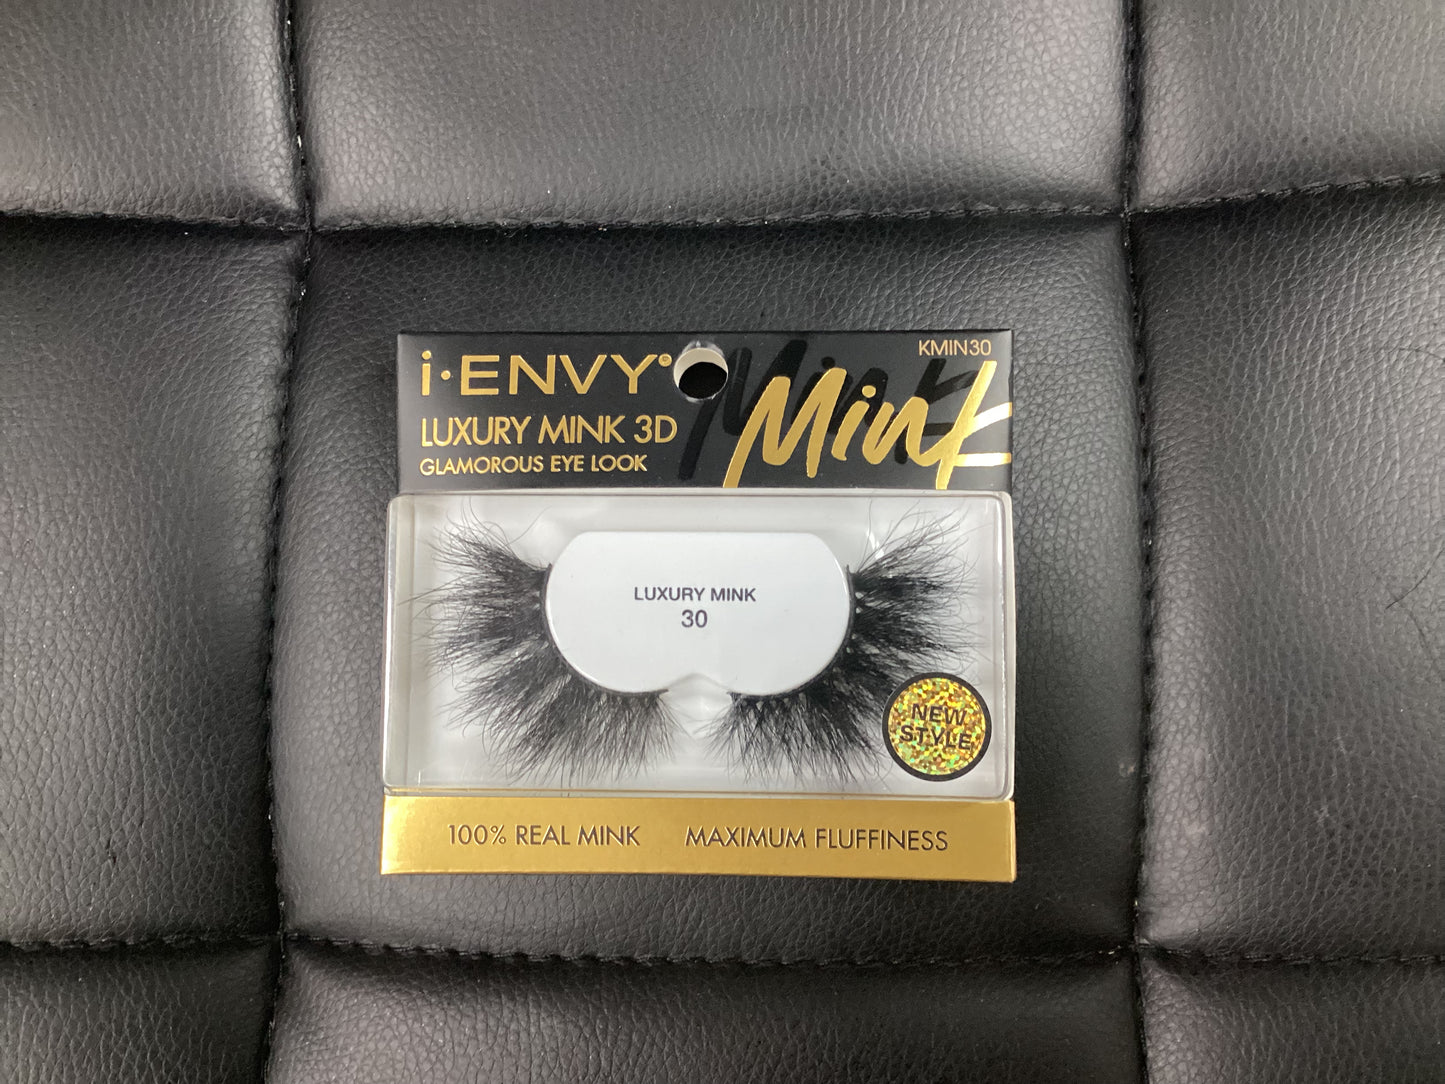 i·ENVY®
KMIN30
LUXURY MINK 3D
GLAMOROUS EYE LOOK
Mink
Mink
LUXURY MINK
30
NEW
STYLE
100% REAL MINK MAXIMUM FLUFFINESS